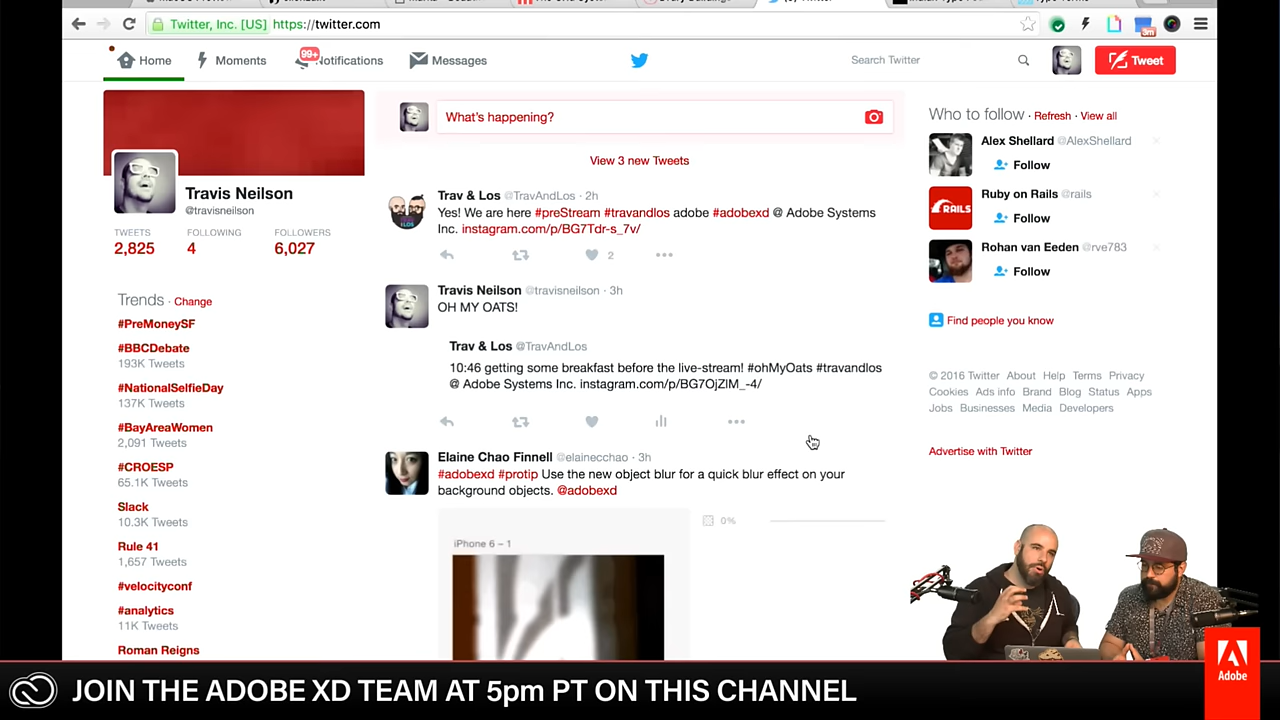 Twitter, Inc. [US] https://twitter.com
3m
Home
Moments
99+
Notifications
Messages
Search Twitter
Tweet
Travis Neilson
@travisneilson
TWEETS FOLLOWING FOLLOWERS
2,825 4 6,027
Trends · Change
#PreMoneySF
#BBCDebate
193K Tweets
#NationalSelfieDay
137K Tweets
#BayAreaWomen
2,091 Tweets
#CROESP
65.1K Tweets
Slack
10.3K Tweets
Rule 41
1,657 Tweets
#velocityconf
#analytics
11K Tweets
Roman Reigns
What's happening?
View 3 new Tweets
Trav & Los @TravAndLos · 2h
Yes! We are here #preStream #travandlos adobe #adobexd @ Adobe Systems
Inc. instagram.com/p/BG7Tdr-s_7v/
2
Travis Neilson @travisneilson · 3h
OH MY OATS!
Trav & Los @TravAndLos
10:46 getting some breakfast before the live-stream! #ohMyOats #travandlos
@ Adobe Systems Inc. instagram.com/p/BG7OjZlM_-4/
Elaine Chao Finnell @elainecchao · 3h
#adobexd #protip Use the new object blur for a quick blur effect on your
background objects. @adobexd
iPhone 6 – 1
0%
Who to follow · Refresh · View all
Alex Shellard @AlexShellard
Follow
RAILS
Ruby on Rails @rails
Follow
Rohan van Eeden @rve783
Follow
Find people you know
© 2016 Twitter About Help Terms Privacy
Cookies Ads info Brand Blog Status Apps
Jobs Businesses Media Developers
Advertise with Twitter
JOIN THE ADOBE XD TEAM AT 5pm PT ON THIS CHANNEL
Adobe